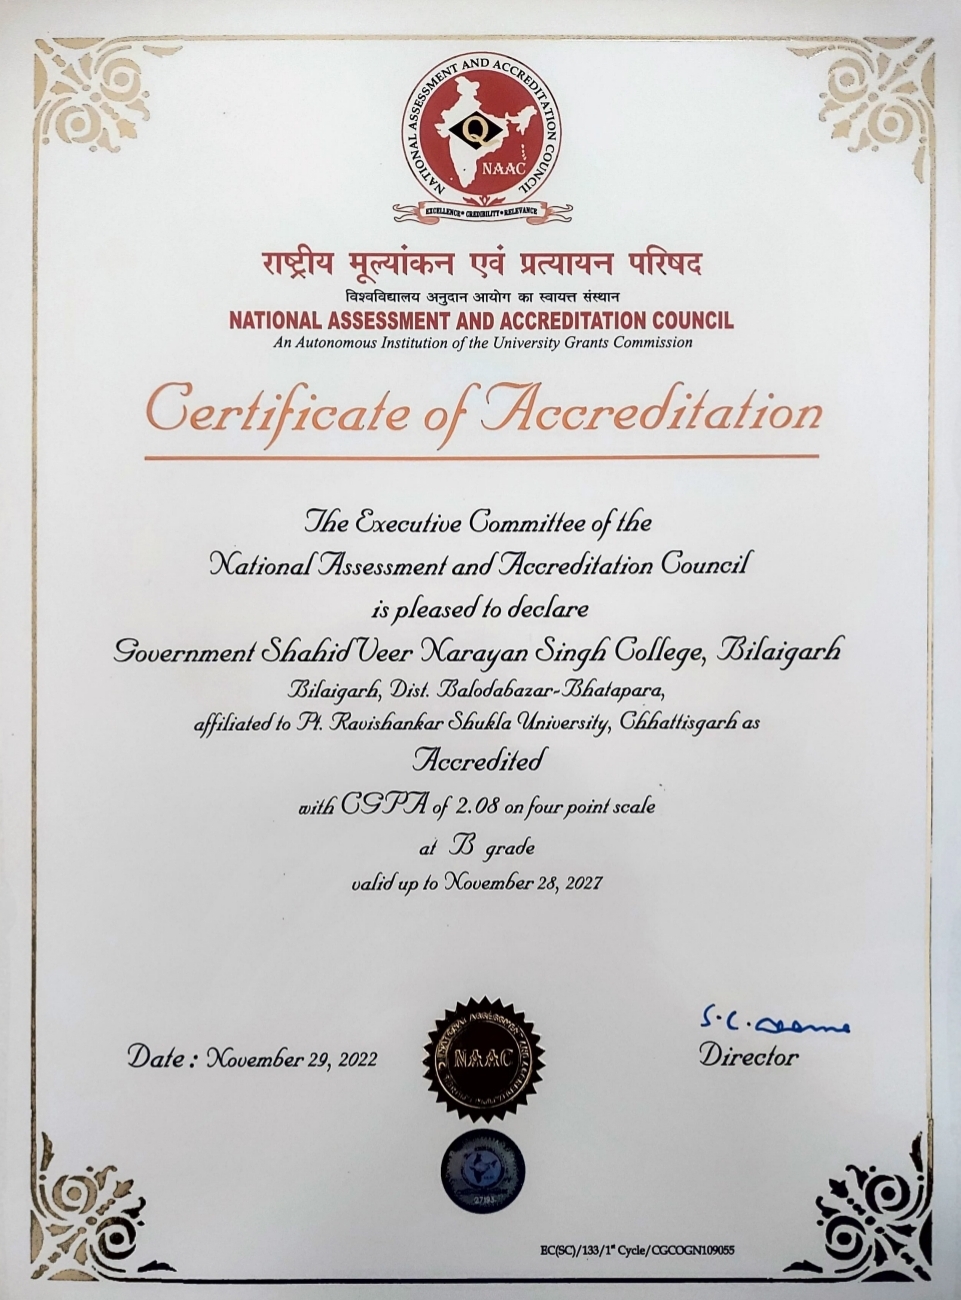 NATIONAL ASSESSMENT AND ACCREDITATION COUNCIL
Q
NAAC
EXCELLENCE • CREDIBILITY • RELEVANCE
राष्ट्रीय मूल्यांकन एवं प्रत्यायन परिषद
विश्वविद्यालय अनुदान आयोग का स्वायत्त संस्थान
NATIONAL ASSESSMENT AND ACCREDITATION COUNCIL
An Autonomous Institution of the University Grants Commission
Certificate of Accreditation
The Executive Committee of the
National Assessment and Accreditation Council
is pleased to declare
Government Shahid Veer Narayan Singh College, Bilaigarh
Bilaigarh, Dist. Balodabazar-Bhatapara,
affiliated to Pt. Ravishankar Shukla University, Chhattisgarh as
Accredited
with CGPA of 2.08 on four point scale
at B grade
valid up to November 28, 2027
Date : November 29, 2022
NAAC
S.C.
Director
EC(SC)/133/1st Cycle/CGCOGN109055